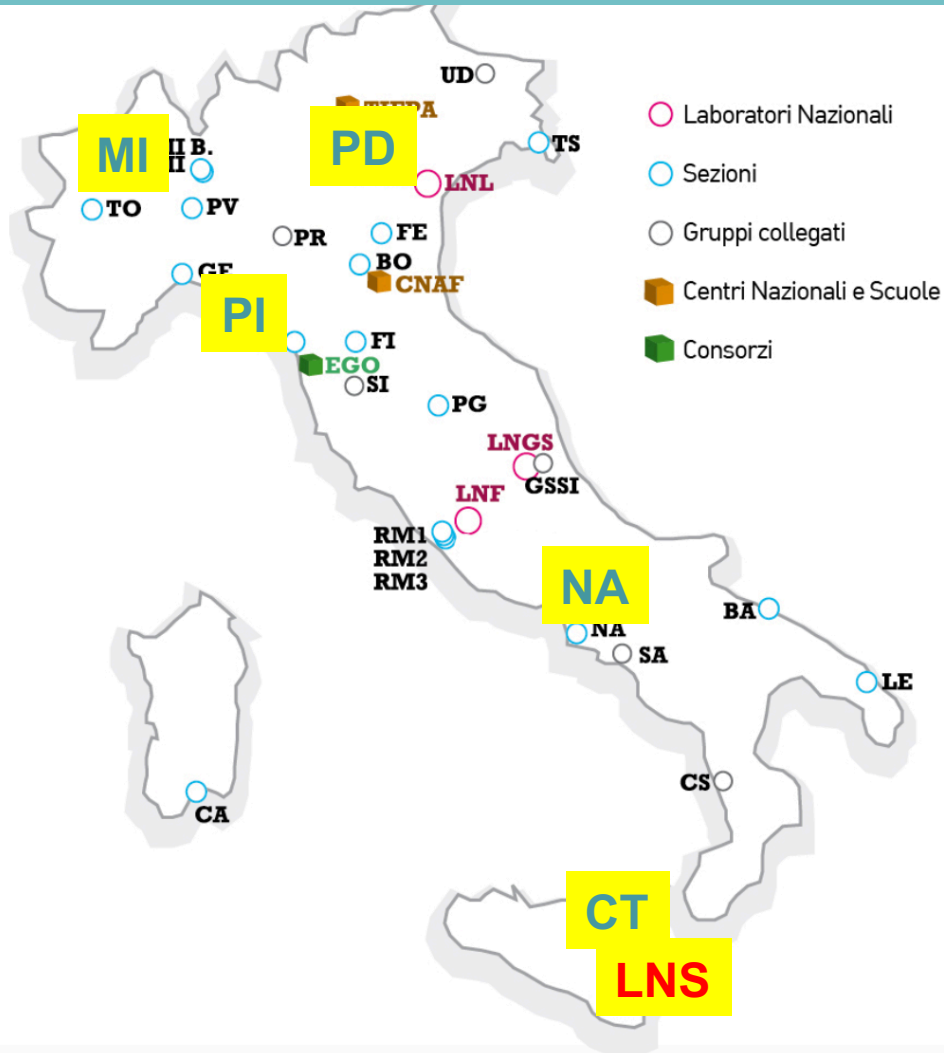 UD
MI
II B.
PD
TS
Laboratori Nazionali
LNL
Sezioni
TO
PV
PR
FE
Gruppi collegati
BO
CNAF
Centri Nazionali e Scuole
PI
FI
EGO
SI
Consorzi
PG
LNGS
GSSI
LNF
RM1
RM2
RM3
NA
NA
SA
BA
LE
CS
CA
CT
LNS